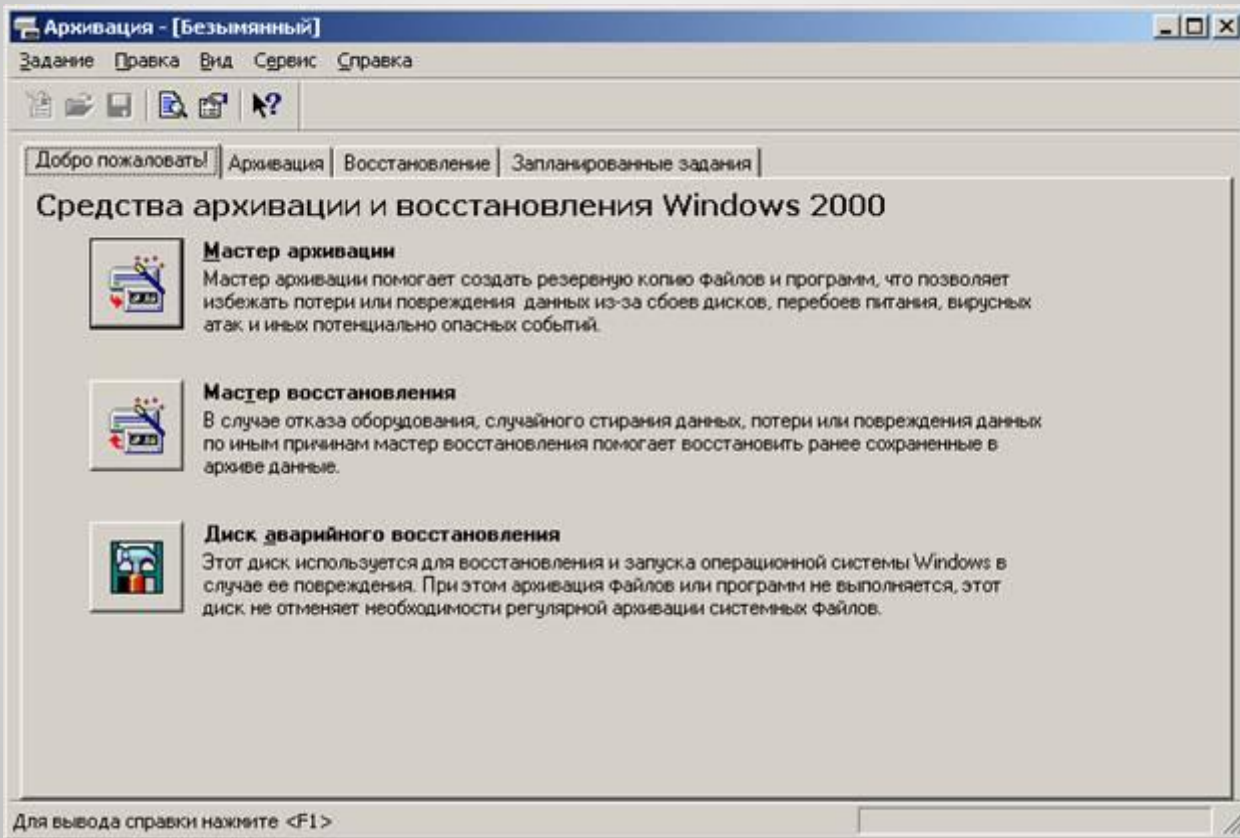 Архивация - [Безымянный]
Задание Правка Вид Сервис Справка
Добро пожаловать! Архивация Восстановление Запланированные задания
Средства архивации и восстановления Windows 2000
Мастер архивации
Мастер архивации помогает создать резервную копию файлов и программ, что позволяет
избежать потери или повреждения данных из-за сбоев дисков, перебоев питания, вирусных
атак и иных потенциально опасных событий.
Мастер восстановления
В случае отказа оборудования, случайного стирания данных, потери или повреждения данных
по иным причинам мастер восстановления помогает восстановить ранее сохраненные в
архиве данные.
Диск аварийного восстановления
Этот диск используется для восстановления и запуска операционной системы Windows в
случае ее повреждения. При этом архивация файлов или программ не выполняется, этот
диск не отменяет необходимости регулярной архивации системных файлов.
Для вывода справки нажмите <F1>